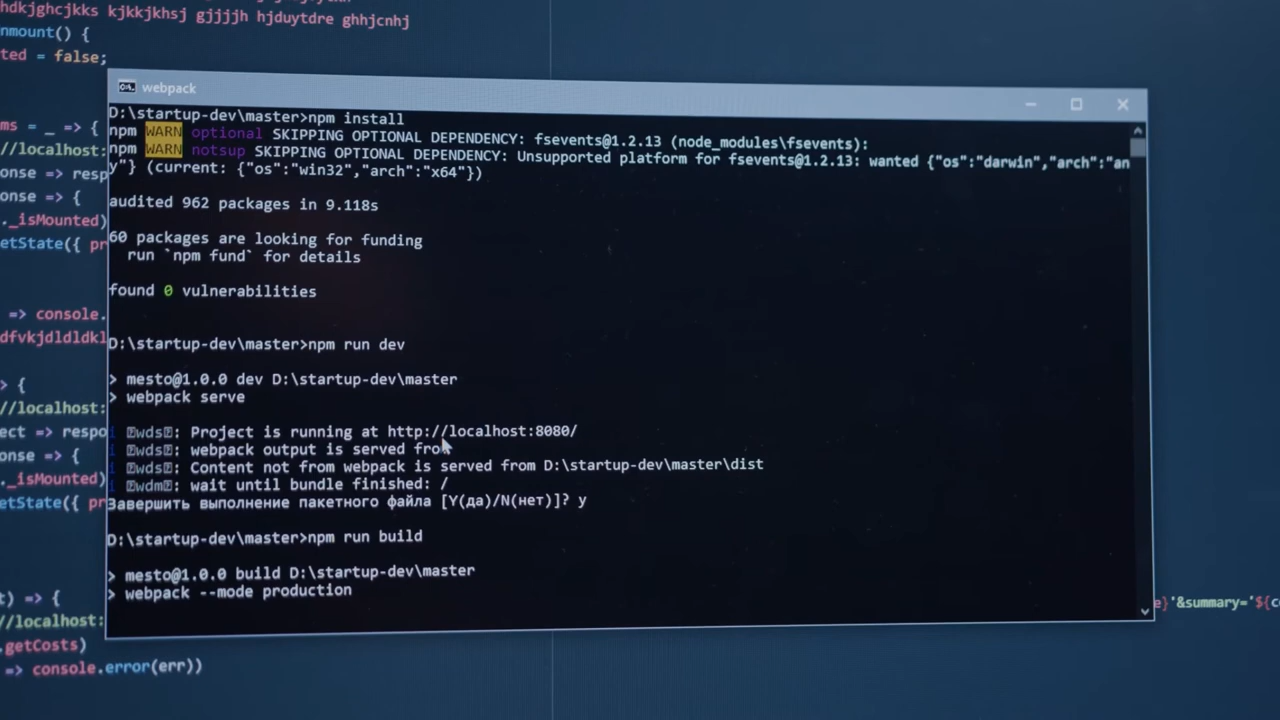 hdkjghcjkks kjkkjkhsj gjjjjh hjduytdre ghhjcnhj
nmount() {
ted = false;
ms = _ => {
//localhost:
onse => resp
onse => {
._isMounted)
etState({ pr
=> console.
dfvkjdldldkl
=> {
//localhost:
ect => respo
onse => {
._isMounted)
etState({ pr
t) => {
//localhost:
.getCosts)
=> console.error(err))
webpack
D:\startup-dev\master>npm install
npm WARN optional SKIPPING OPTIONAL DEPENDENCY: fsevents@1.2.13 (node_modules\fsevents):
npm WARN notsup SKIPPING OPTIONAL DEPENDENCY: Unsupported platform for fsevents@1.2.13: wanted {"os":"darwin","arch":"an
y"} (current: {"os":"win32","arch":"x64"})
audited 962 packages in 9.118s
60 packages are looking for funding
run `npm fund` for details
found 0 vulnerabilities
D:\startup-dev\master>npm run dev
> mesto@1.0.0 dev D:\startup-dev\master
> webpack serve
i ｢wds｣: Project is running at http://localhost:8080/
i ｢wds｣: webpack output is served from
i ｢wds｣: Content not from webpack is served from D:\startup-dev\master\dist
i ｢wdm｣: wait until bundle finished: /
Завершить выполнение пакетного файла [Y(да)/N(нет)]? y
D:\startup-dev\master>npm run build
> mesto@1.0.0 build D:\startup-dev\master
> webpack --mode production
e}'&summary='${c